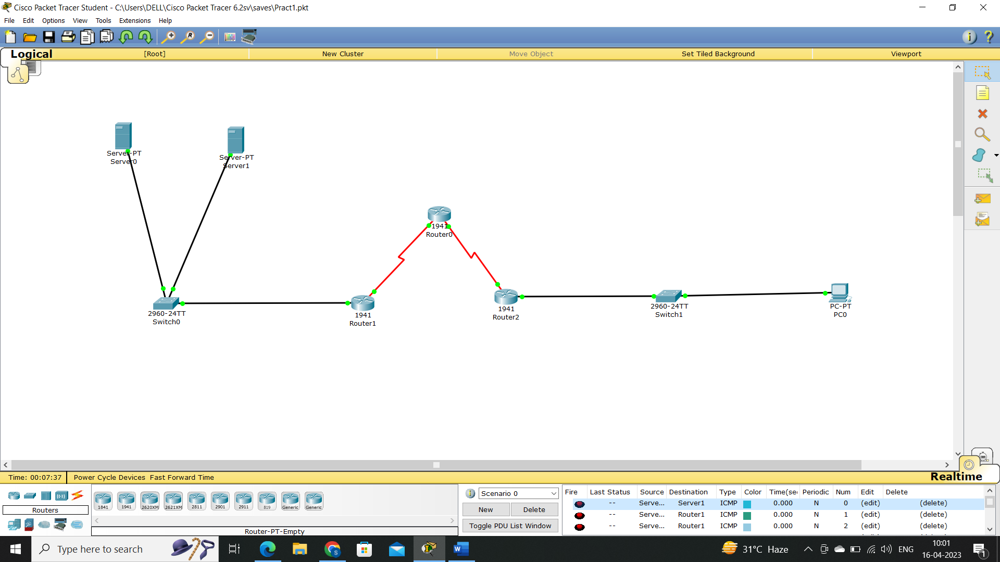 Cisco Packet Tracer Student - C:\Users\DELL\Cisco Packet Tracer 6.2sv\saves\Pract1.pkt
File Edit Options View Tools Extensions Help
Logical [Root] New Cluster Move Object Set Tiled Background Viewport
Server-PT
Server0
Server-PT
Server1
1941
Router0
2960-24TT
Switch0
1941
Router1
1941
Router2
2960-24TT
Switch1
PC-PT
PC0
Time: 00:07:37 Power Cycle Devices Fast Forward Time Realtime
Routers
1841 1941 2620XM 2621XM 2811 2901 2911 819 Generic Generic
Router-PT-Empty
Scenario 0
New Delete
Toggle PDU List Window
Fire Last Status Source Destination Type Color Time(sec Periodic Num Edit Delete
-- Serve... Server1 ICMP 0.000 N 0 (edit) (delete)
-- Serve... Router1 ICMP 0.000 N 1 (edit) (delete)
-- Serve... Router1 ICMP 0.000 N 2 (edit) (delete)
Type here to search
31°C Haze
ENG
10:01
16-04-2023
1